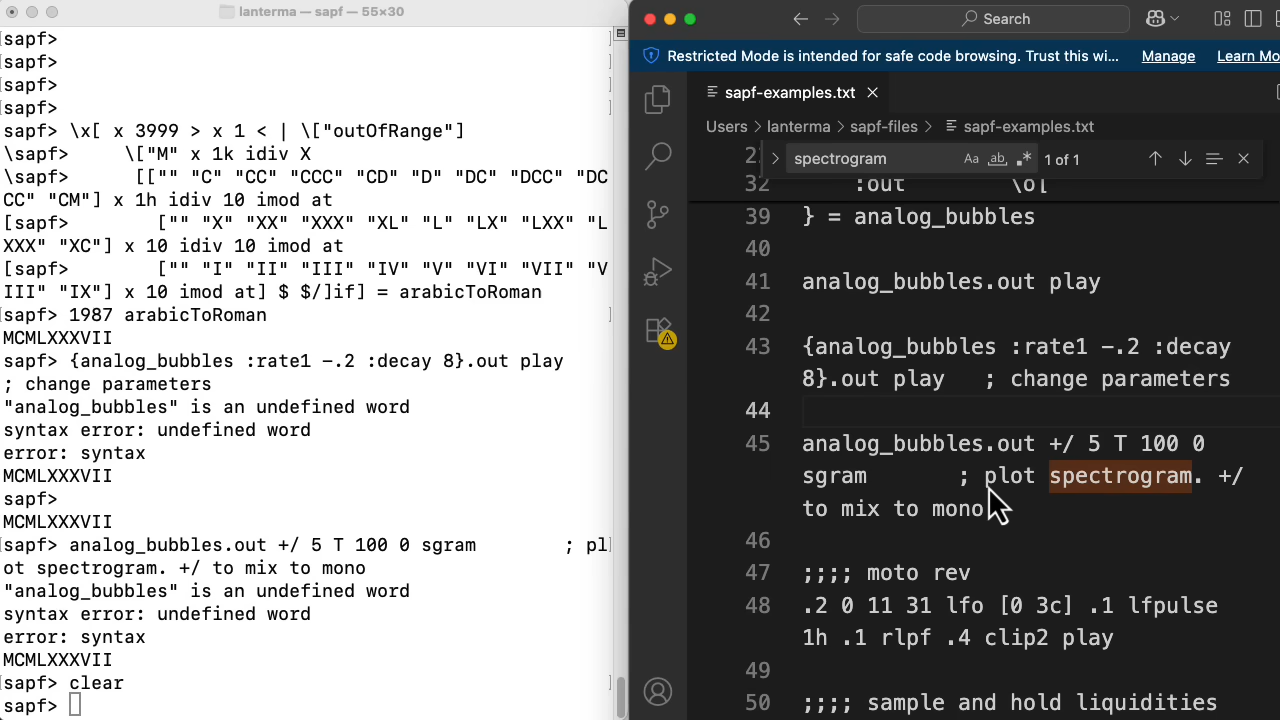 lanterma — sapf — 55×30
[sapf>
[sapf>
[sapf>
[sapf>
sapf> \x[ x 3999 > x 1 < | \["outOfRange"]
\sapf>     \["M" x 1k idiv X
\sapf>      [["" "C" "CC" "CCC" "CD" "D" "DC" "DCC" "DC
CC" "CM"] x 1h idiv 10 imod at
[sapf>        ["" "X" "XX" "XXX" "XL" "L" "LX" "LXX" "L
XXX" "XC"] x 10 idiv 10 imod at
[sapf>        ["" "I" "II" "III" "IV" "V" "VI" "VII" "V
III" "IX"] x 10 imod at] $ $/]if] = arabicToRoman
[sapf> 1987 arabicToRoman
MCMLXXXVII
sapf> {analog_bubbles :rate1 -.2 :decay 8}.out play
; change parameters
"analog_bubbles" is an undefined word
syntax error: undefined word
error: syntax
MCMLXXXVII
sapf>
MCMLXXXVII
[sapf> analog_bubbles.out +/ 5 T 100 0 sgram        ; pl]
ot spectrogram. +/ to mix to mono
"analog_bubbles" is an undefined word
syntax error: undefined word
error: syntax
MCMLXXXVII
[sapf> clear
sapf>
Search
Restricted Mode is intended for safe code browsing. Trust this wi... Manage Learn Mo
sapf-examples.txt
Users > lanterma > sapf-files > sapf-examples.txt
spectrogram Aa ab .* 1 of 1
32 :out \o[
39 } = analog_bubbles
40
41 analog_bubbles.out play
42
43 {analog_bubbles :rate1 -.2 :decay
8}.out play   ; change parameters
44
45 analog_bubbles.out +/ 5 T 100 0
sgram        ; plot spectrogram. +/
to mix to mono
46
47 ;;;; moto rev
48 .2 0 11 31 lfo [0 3c] .1 lfpulse
1h .1 rlpf .4 clip2 play
49
50 ;;;; sample and hold liquidities